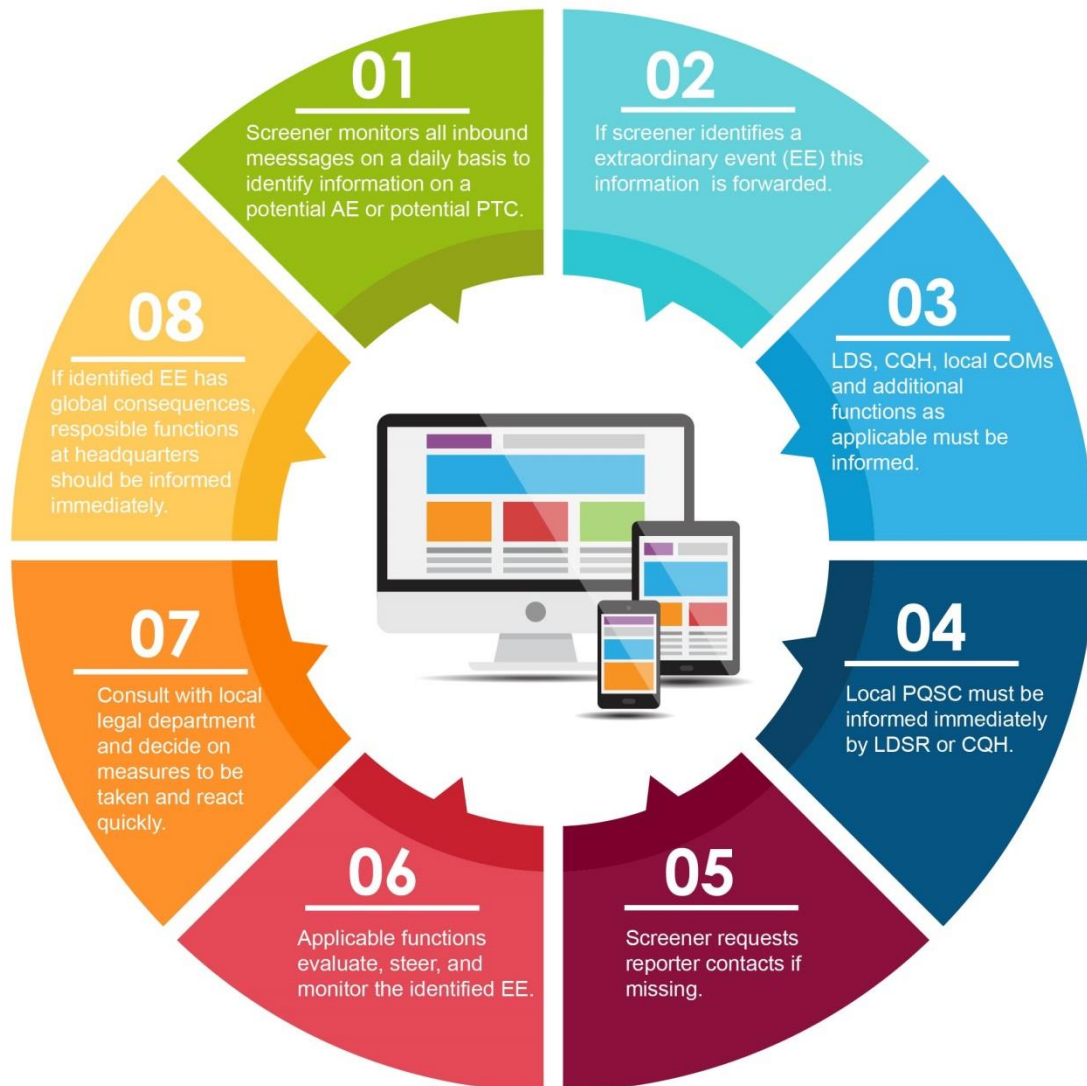 01
Screener monitors all inbound
meessages on a daily basis to
identify information on a
potential AE or potential PTC.
02
If screener identifies a
extraordinary event (EE) this
information is forwarded.
03
LDS, CQH, local COMs
and additional
functions as
applicable must be
informed.
04
Local PQSC must be
informed immediately
by LDSR or CQH.
05
Screener requests
reporter contacts if
missing.
06
Applicable functions
evaluate, steer, and
monitor the identified EE.
07
Consult with local
legal department
and decide on
measures to be
taken and react
quickly.
08
If identified EE has
global consequences,
resposible functions
at headquarters
should be informed
immediately.